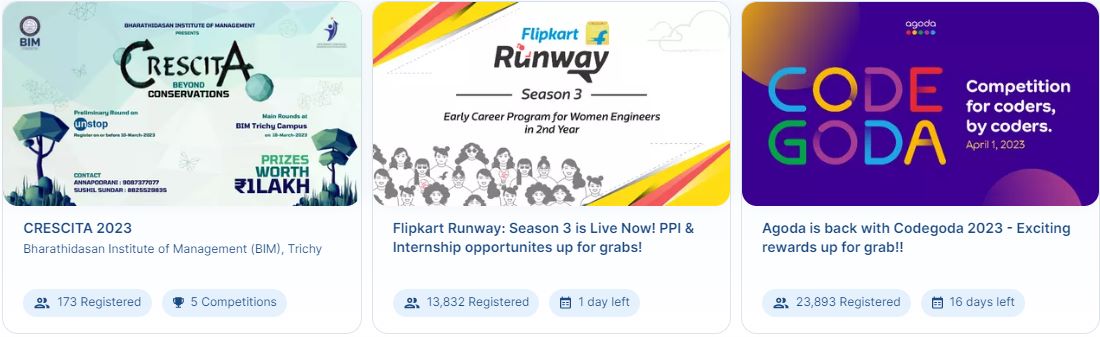 BIM
BHARATHIDASAN INSTITUTE OF MANAGEMENT
PRESENTS
CRESCITA
BEYOND
CONSERVATIONS
Preliminary Round on
unstop
Register on or before 10-March-2023
Main Rounds at
BIM Trichy Campus
on 18-March-2023
PRIZES
WORTH
₹1LAKH
CONTACT
ANNAPOORANI : 9087377077
SUSHIL SUNDAR : 8825529835
CRESCITA 2023
Bharathidasan Institute of Management (BIM), Trichy
173 Registered
5 Competitions
Flipkart
Runway
Season 3
Early Career Program for Women Engineers
in 2nd Year
Flipkart Runway: Season 3 is Live Now! PPI &
Internship opportunites up for grabs!
13,832 Registered
1 day left
agoda
CODE
GODA
Competition
for coders,
by coders.
April 1, 2023
Agoda is back with Codegoda 2023 - Exciting
rewards up for grab!!
23,893 Registered
16 days left